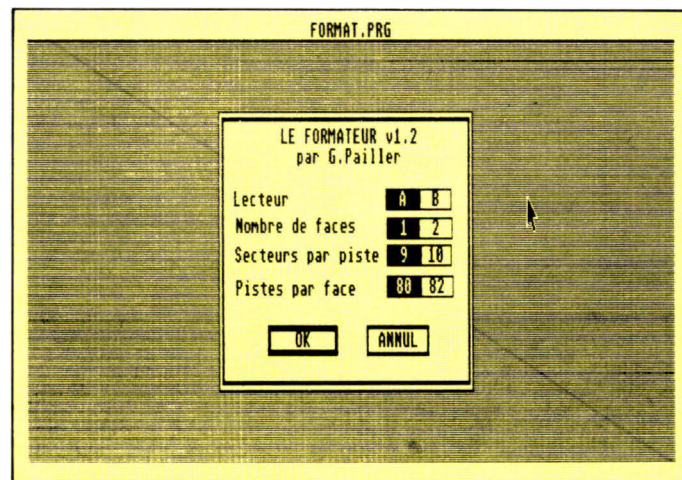 FORMAT.PRG
LE FORMATEUR v1.2
par G.Pailler
Lecteur A B
Nombre de faces 1 2
Secteurs par piste 9 10
Pistes par face 80 82
OK ANNUL